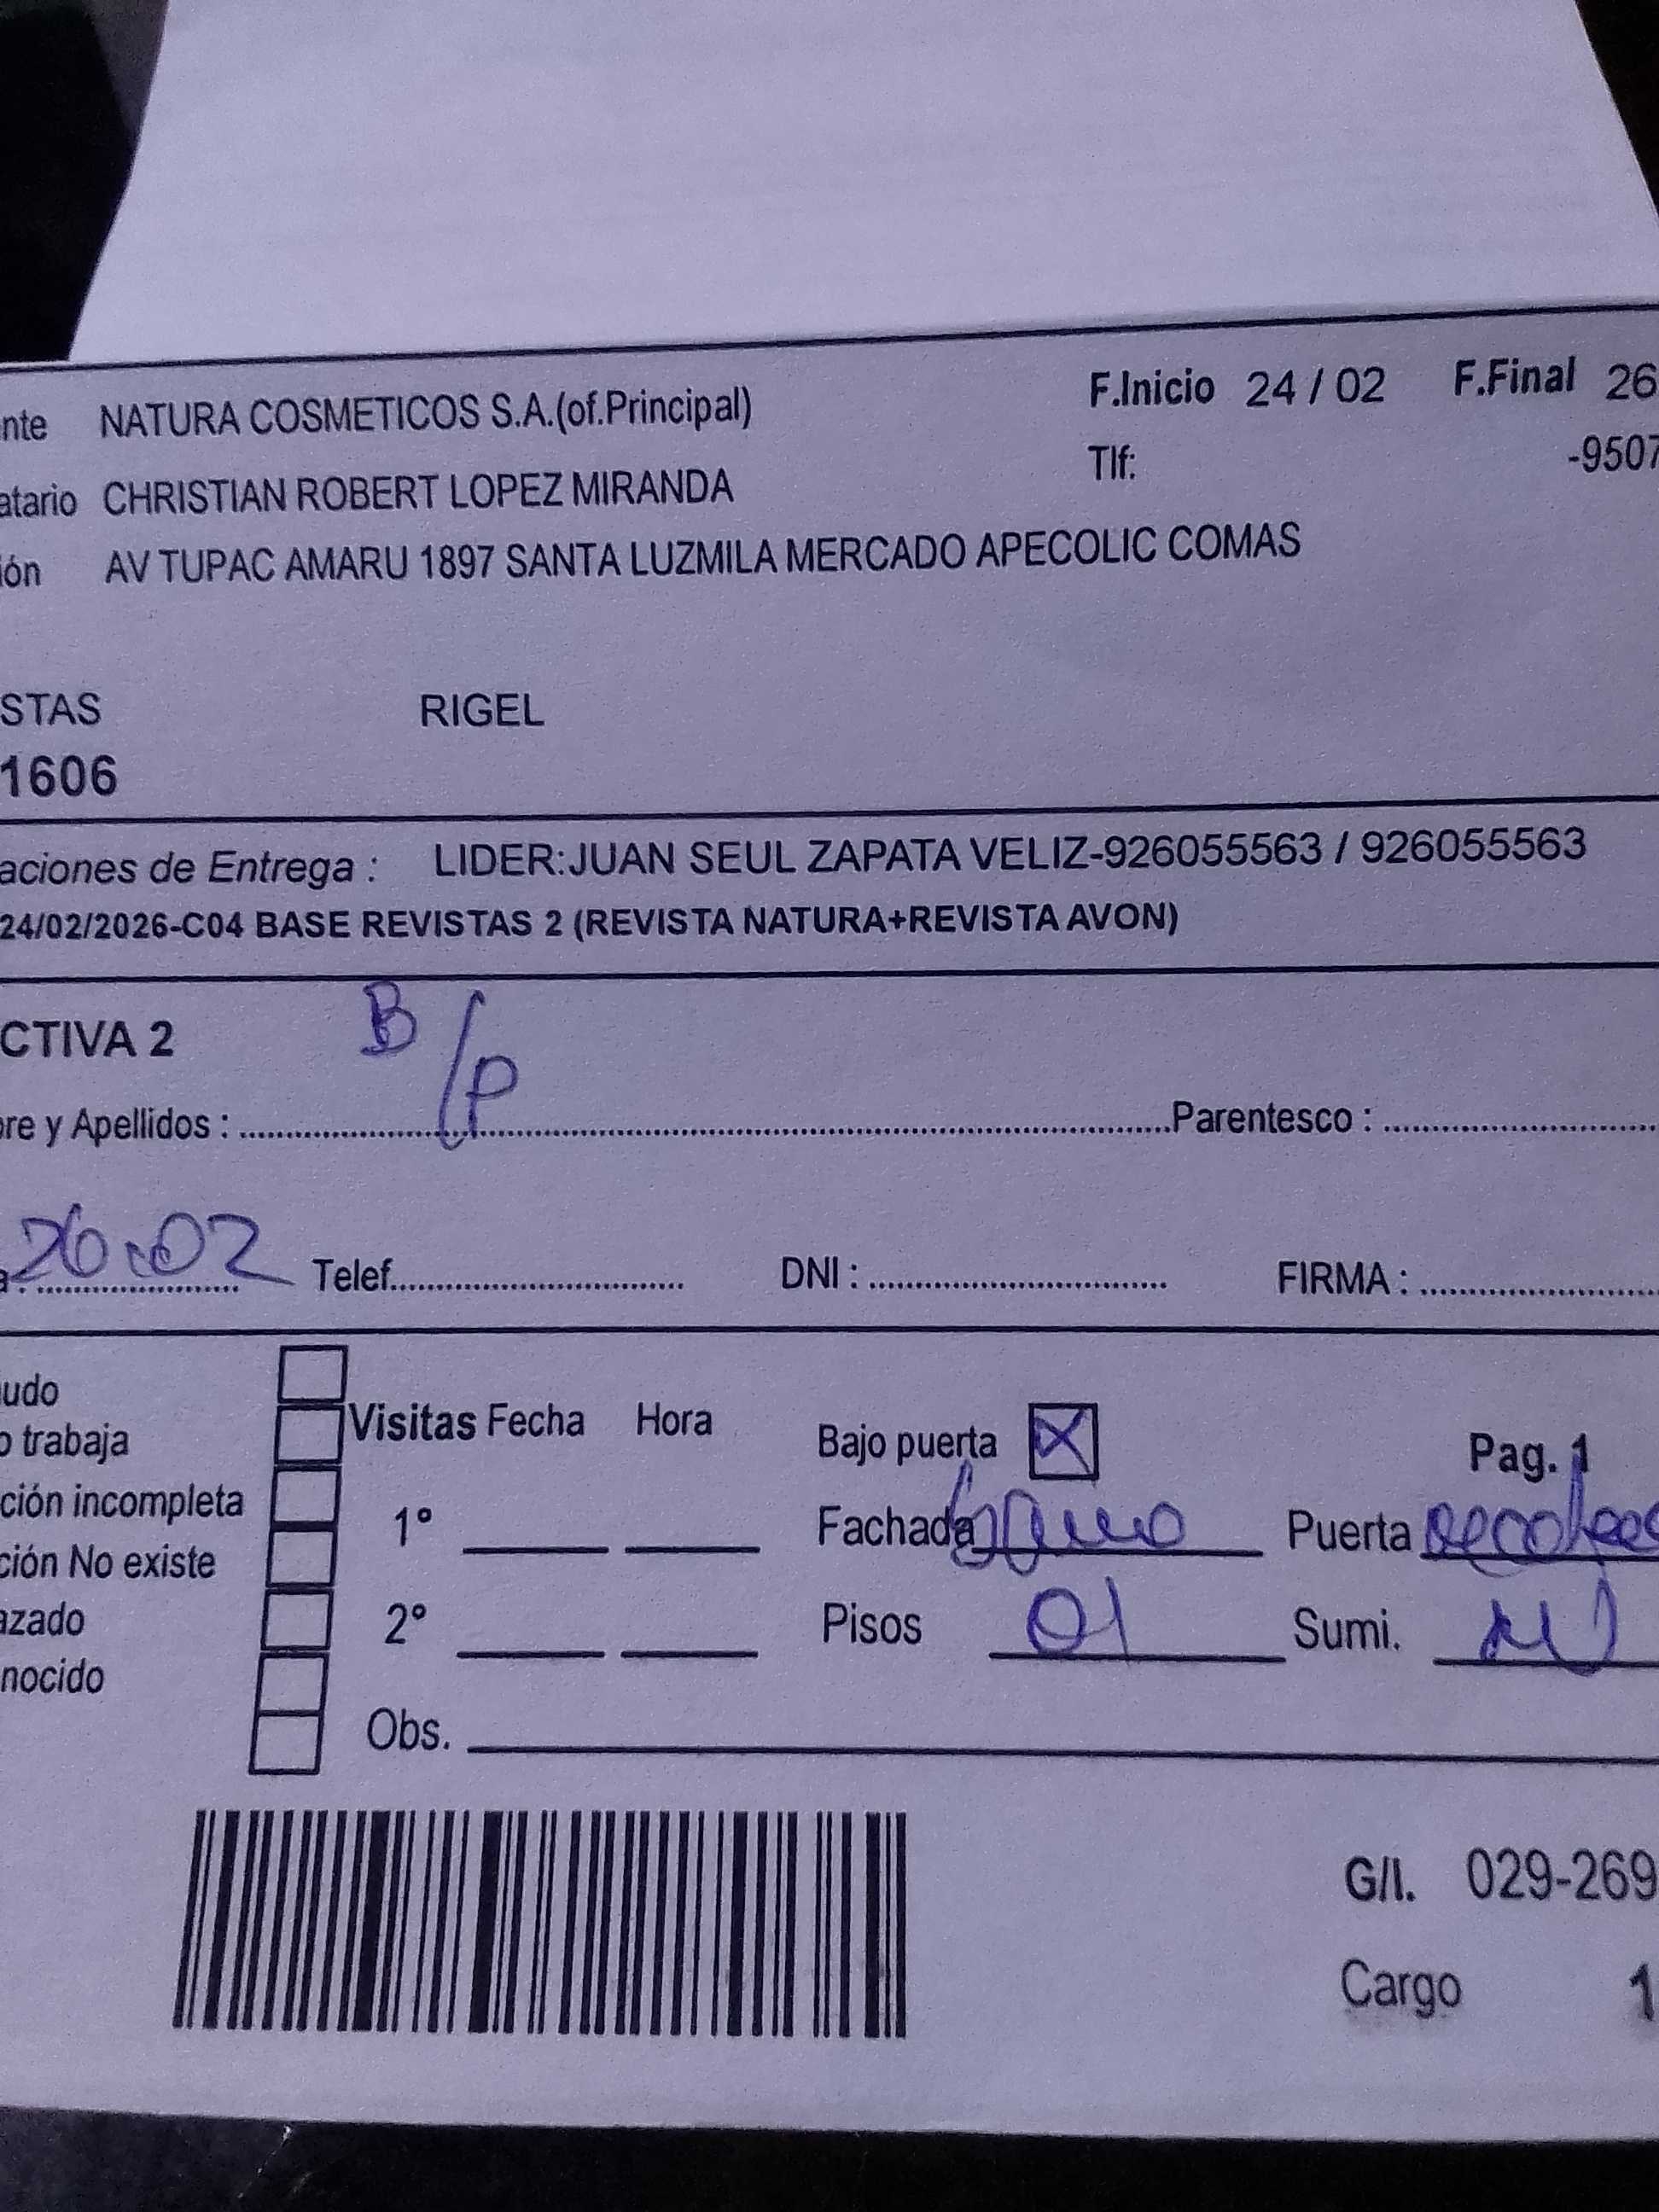 nte NATURA COSMETICOS S.A.(of.Principal) F.Inicio 24 / 02 F.Final 26
atario CHRISTIAN ROBERT LOPEZ MIRANDA Tlf: -9507
ión AV TUPAC AMARU 1897 SANTA LUZMILA MERCADO APECOLIC COMAS
STAS RIGEL
1606
aciones de Entrega : LIDER:JUAN SEUL ZAPATA VELIZ-926055563 / 926055563
24/02/2026-C04 BASE REVISTAS 2 (REVISTA NATURA+REVISTA AVON)
CTIVA 2 B/P
bre y Apellidos : Parentesco :
a : 26.02 Telef. DNI : FIRMA :
udo
o trabaja Visitas Fecha Hora Bajo puerta X Pag. 1
ción incompleta 1° Fachada Puerta
ción No existe
azado 2° Pisos 01 Sumi.
nocido
Obs.
G/I. 029-269
Cargo 1